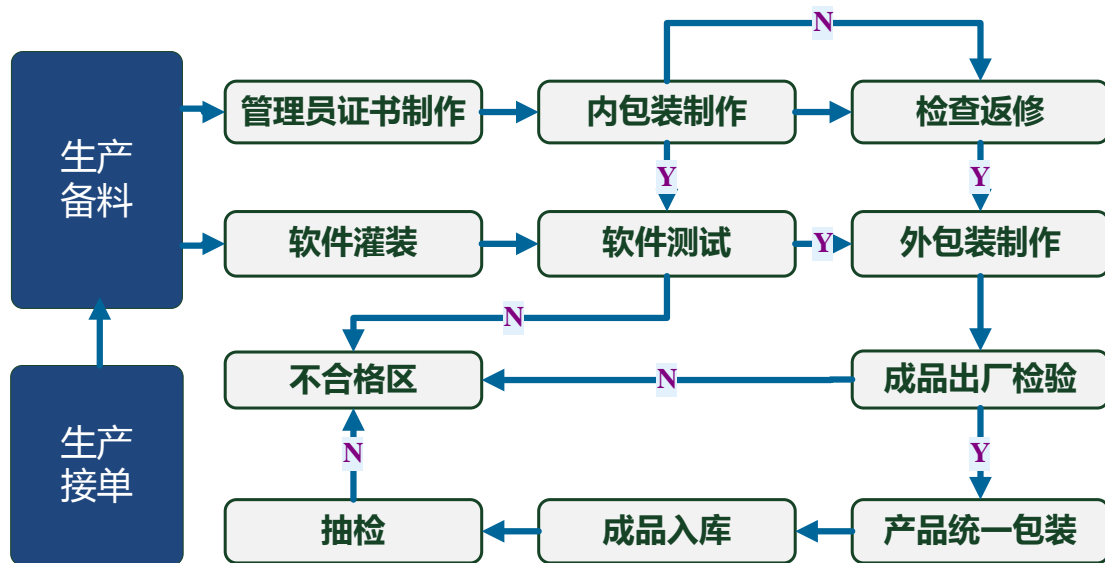 N
管理员证书制作
内包装制作
检查返修
生产
备料
Y
Y
软件灌装
软件测试
Y
外包装制作
N
不合格区
N
成品出厂检验
生产
接单
N
Y
抽检
成品入库
产品统一包装